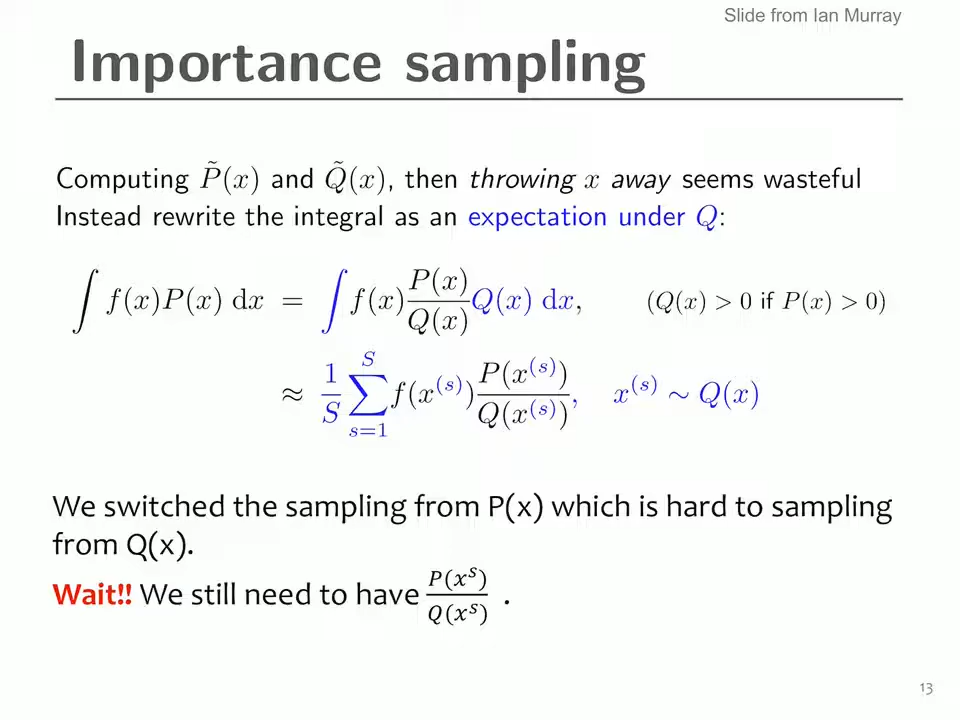 Slide from Ian Murray
Importance sampling
Computing P̃(x) and Q̃(x), then throwing x away seems wasteful
Instead rewrite the integral as an expectation under Q:
∫ f(x)P(x) dx = ∫ f(x) P(x)/Q(x) Q(x) dx, (Q(x) > 0 if P(x) > 0)
≈ 1/S ∑_{s=1}^{S} f(x^{(s)}) P(x^{(s)})/Q(x^{(s)}), x^{(s)} ∼ Q(x)
We switched the sampling from P(x) which is hard to sampling
from Q(x).
Wait!! We still need to have P(x^s)/Q(x^s) .
13